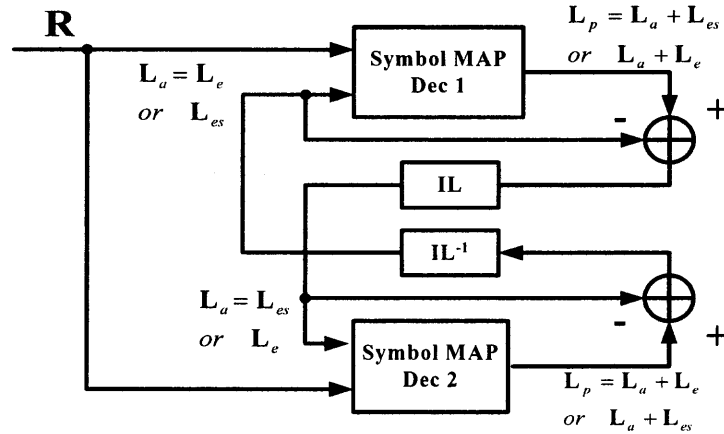 R
L_p = L_a + L_es
or L_a + L_e
Symbol MAP
Dec 1
L_a = L_e
or L_es
-
+
IL
IL^-1
L_a = L_es
or L_e
-
+
Symbol MAP
Dec 2
L_p = L_a + L_e
or L_a + L_es